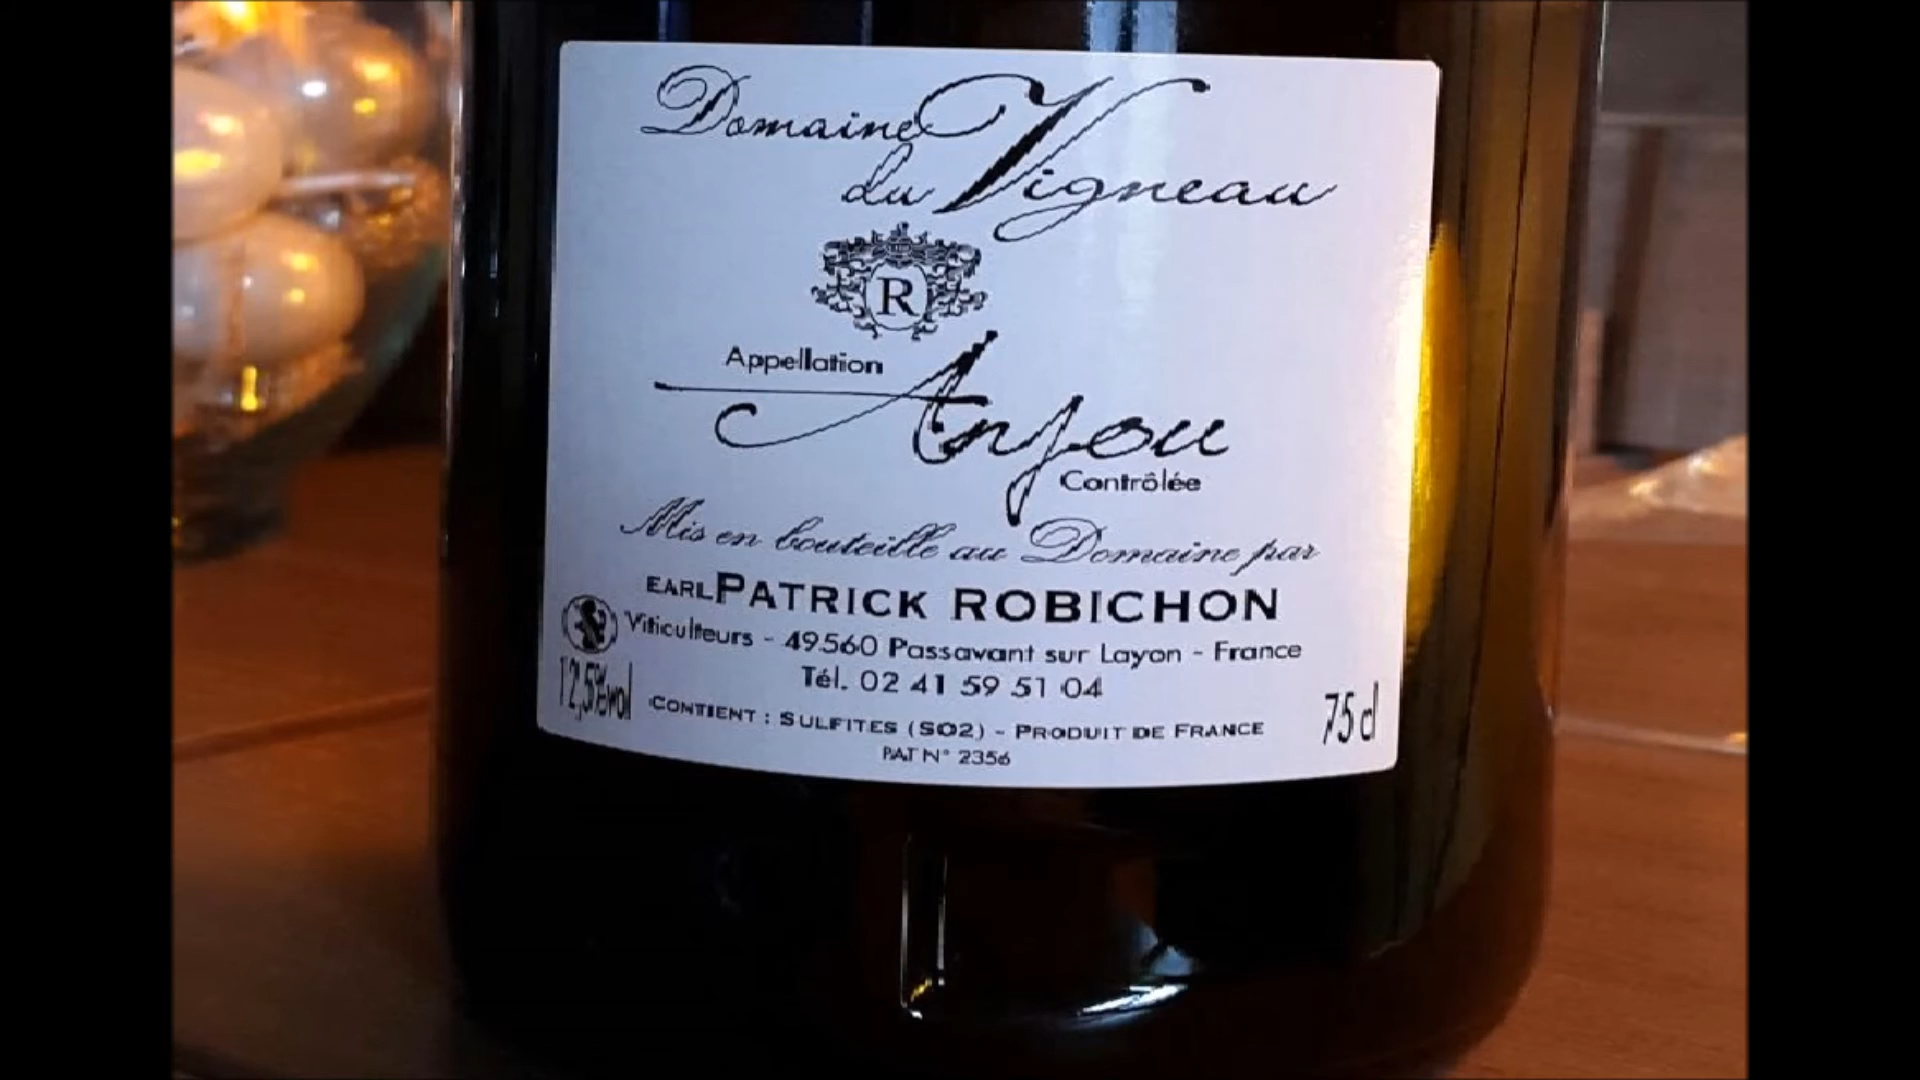 Domaine
du Vigneau
R
Appellation
Anjou
Contrôlée
Mis en bouteille au Domaine par
EARL PATRICK ROBICHON
Viticulteurs - 49560 Passavant sur Layon - France
Tél. 02 41 59 51 04
12,5%vol
CONTIENT : SULFITES (SO2) - PRODUIT DE FRANCE
75 cl
PAT N° 2356